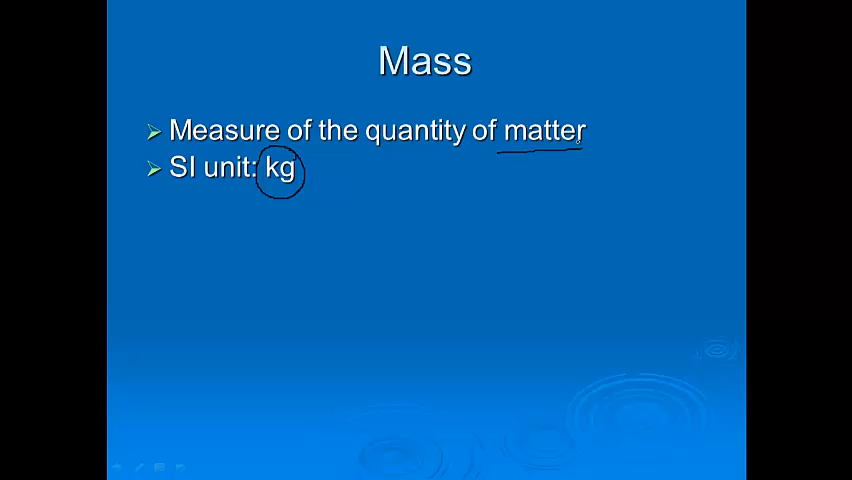 Mass
Measure of the quantity of matter
SI unit: kg